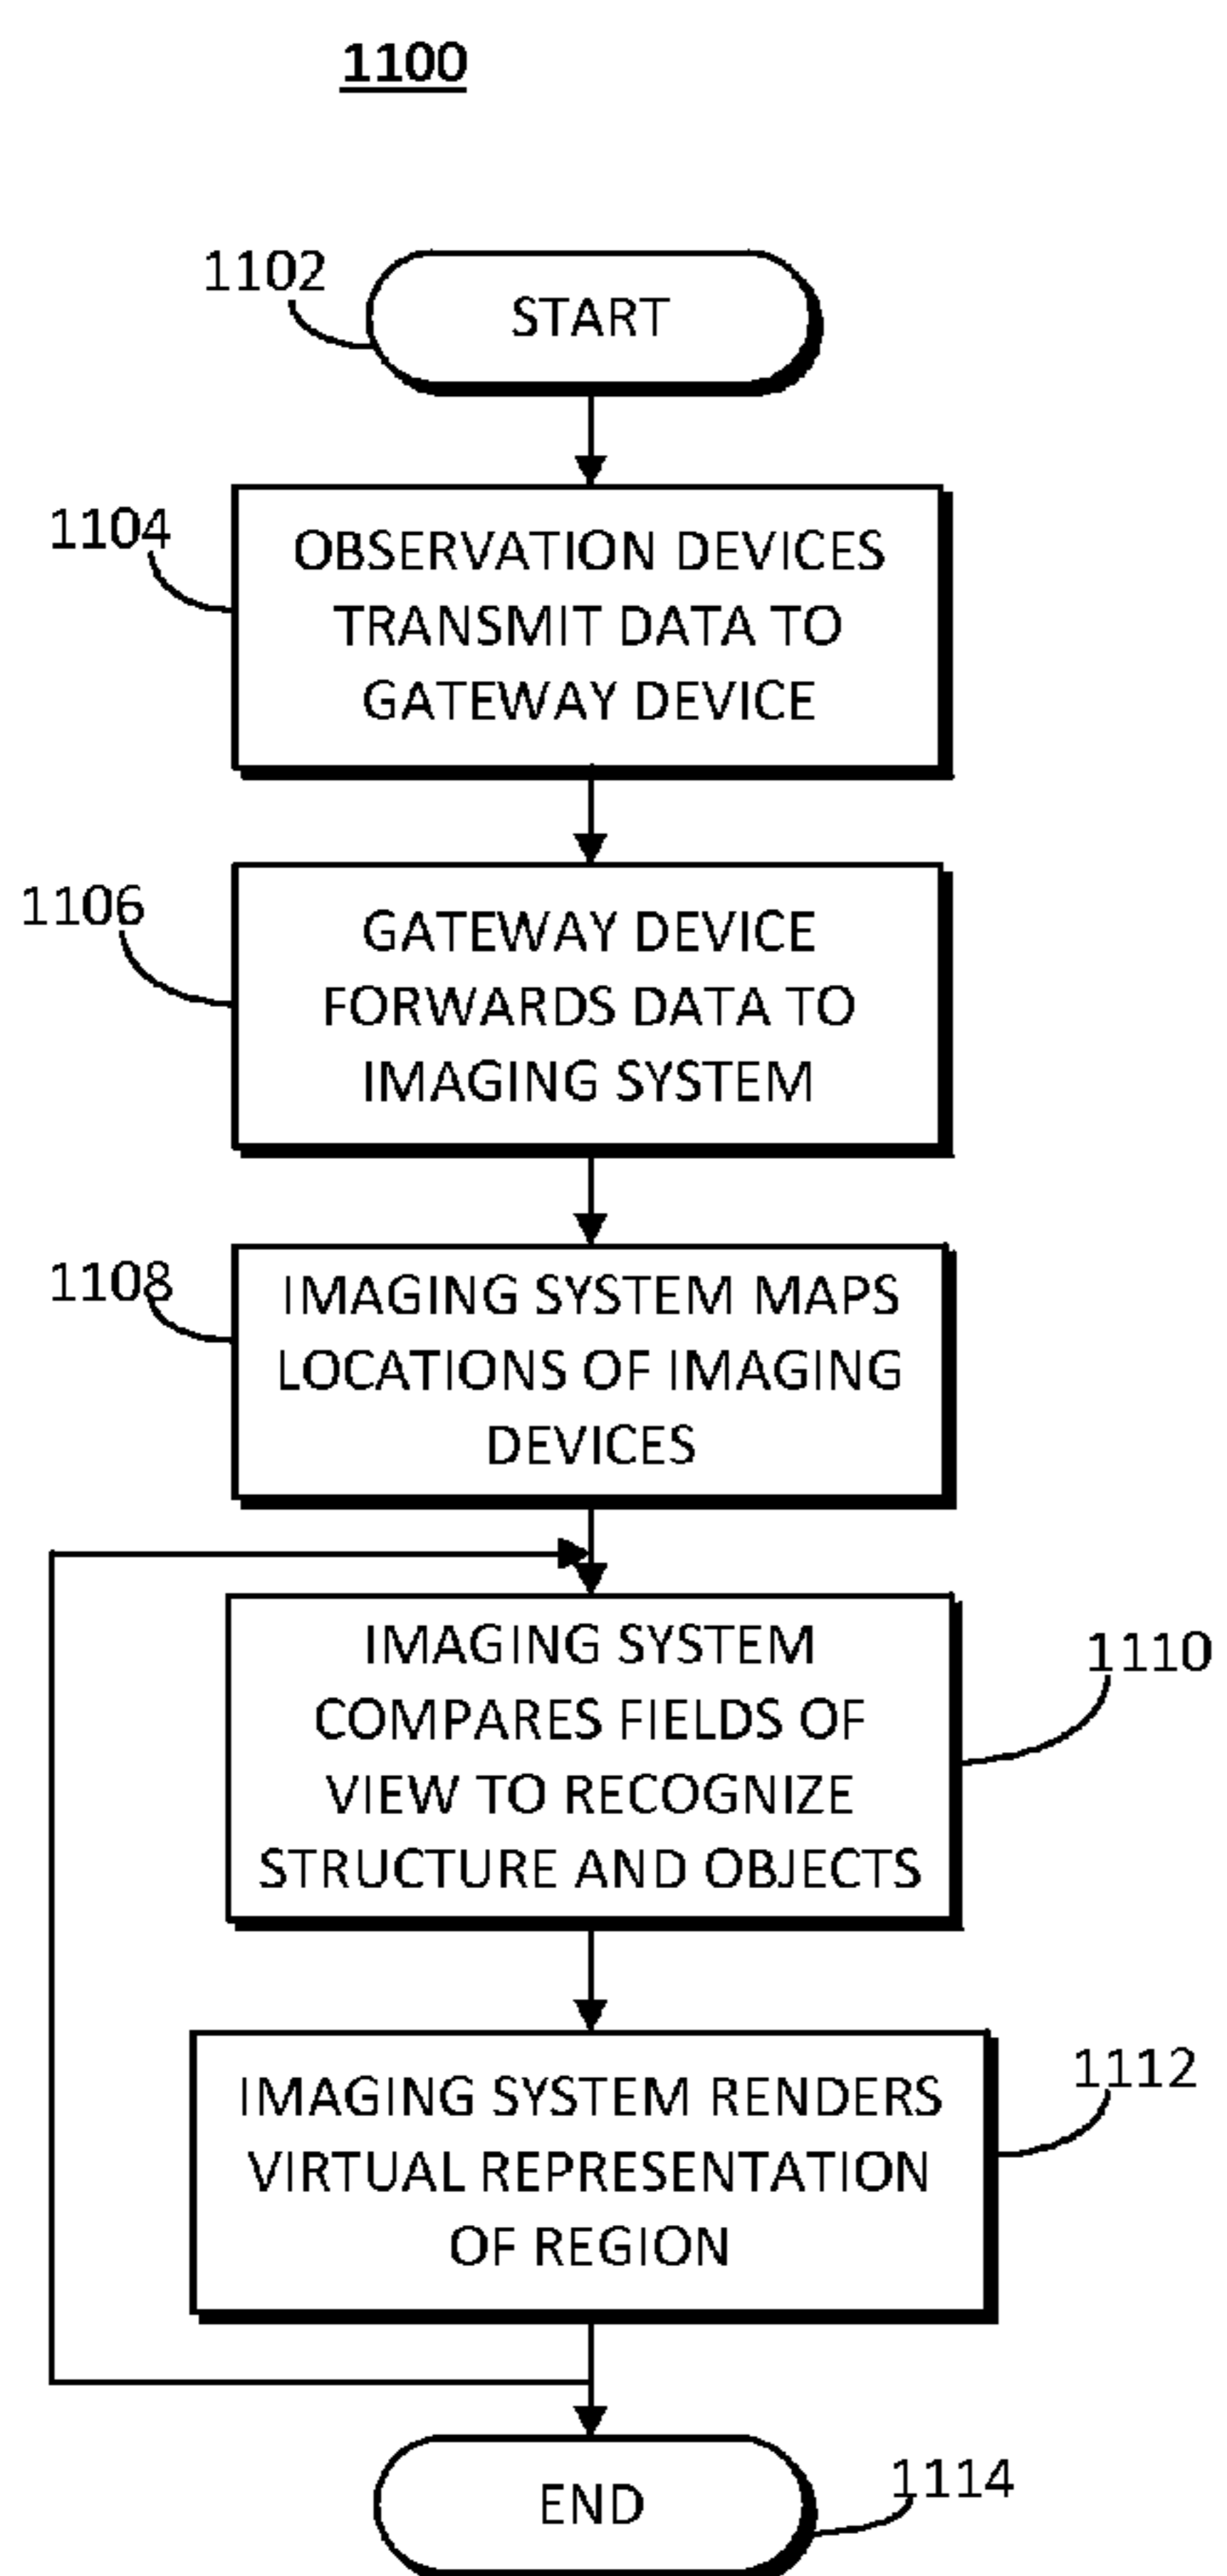 1100
1102
START
1104
OBSERVATION DEVICES
TRANSMIT DATA TO
GATEWAY DEVICE
1106
GATEWAY DEVICE
FORWARDS DATA TO
IMAGING SYSTEM
1108
IMAGING SYSTEM MAPS
LOCATIONS OF IMAGING
DEVICES
IMAGING SYSTEM
COMPARES FIELDS OF
VIEW TO RECOGNIZE
STRUCTURE AND OBJECTS
1110
IMAGING SYSTEM RENDERS
VIRTUAL REPRESENTATION
OF REGION
1112
END
1114